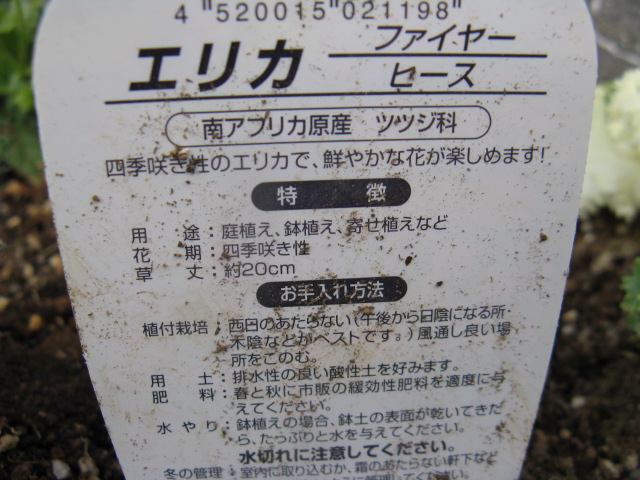 4 "520015"021198"
エリカ ファイヤー
ヒース
南アフリカ原産 ツツジ科
四季咲き性のエリカで、鮮やかな花が楽しめます!
特 徴
用 途：庭植え、鉢植え、寄せ植えなど
花 期：四季咲き性
草 丈：約20cm
お手入れ方法
植付栽培：西日のあたらない(午後から日陰になる所・
木陰などがベストです。)風通し良い場
所をこのむ。
用 土：排水性の良い酸性土を好みます。
肥 料：春と秋に市販の緩効性肥料を適度に与
えてください。
水やり：鉢植えの場合、鉢土の表面が乾いてきた
ら、たっぷりと水を与えてください。
水切れに注意してください。
冬の管理：室内に取り込むか、霜のあたらない軒下など
ように管理してください。